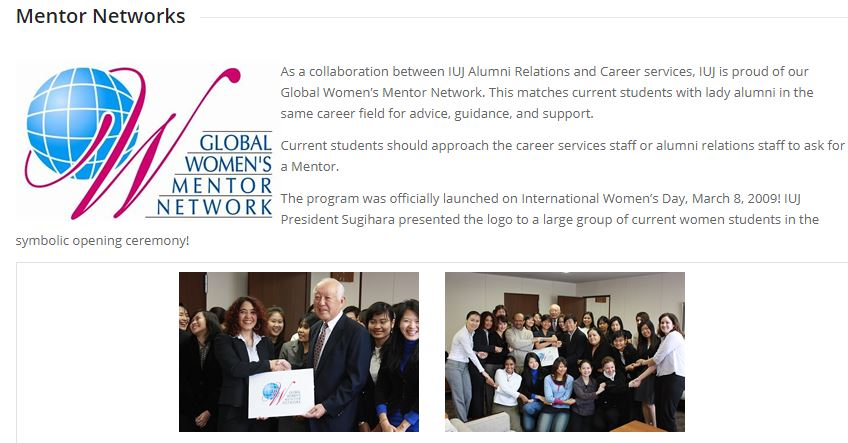 Mentor Networks
GLOBAL
WOMEN'S
MENTOR
NETWORK
As a collaboration between IUJ Alumni Relations and Career services, IUJ is proud of our
Global Women's Mentor Network. This matches current students with lady alumni in the
same career field for advice, guidance, and support.
Current students should approach the career services staff or alumni relations staff to ask for
a Mentor.
The program was officially launched on International Women's Day, March 8, 2009! IUJ
President Sugihara presented the logo to a large group of current women students in the
symbolic opening ceremony!
GLOBAL
WOMEN'S
MENTOR
NETWORK